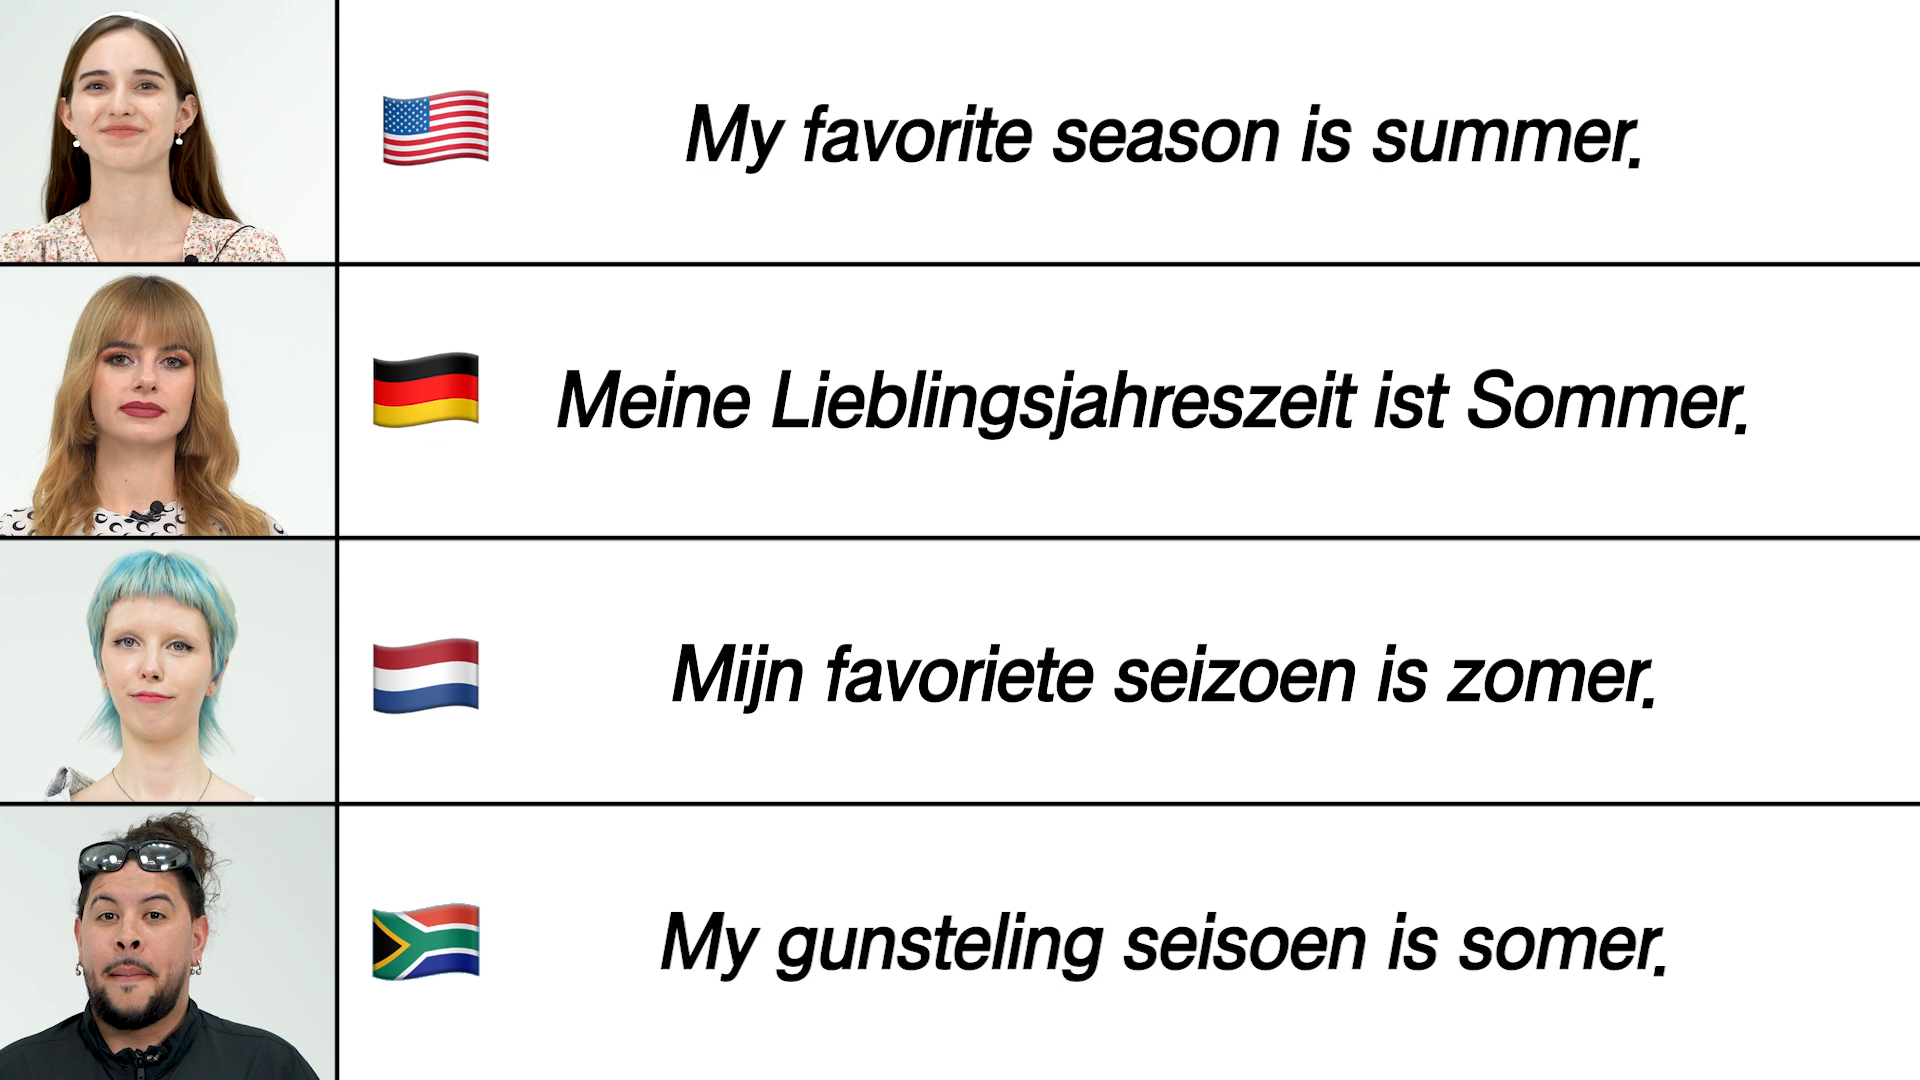 My favorite season is summer.
Meine Lieblingsjahreszeit ist Sommer.
Mijn favoriete seizoen is zomer.
My gunsteling seisoen is somer.